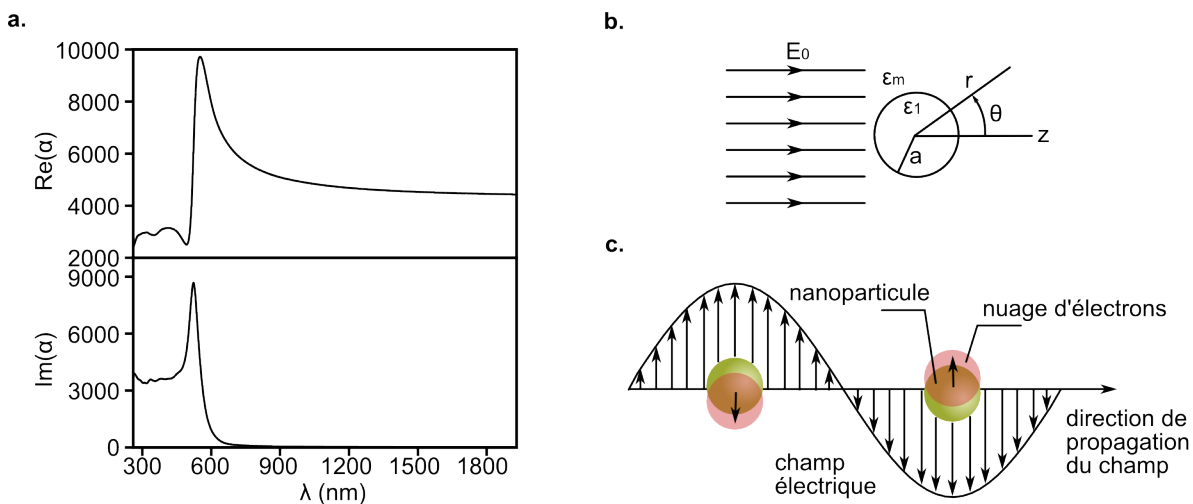 a.
10000
8000
6000
4000
2000
Re(α)
9000
6000
3000
0
Im(α)
300
600
900
1200
1500
1800
λ (nm)
b.
E0
εm
ε1
r
θ
a
z
c.
nanoparticule
nuage d'électrons
champ
électrique
direction de
propagation
du champ